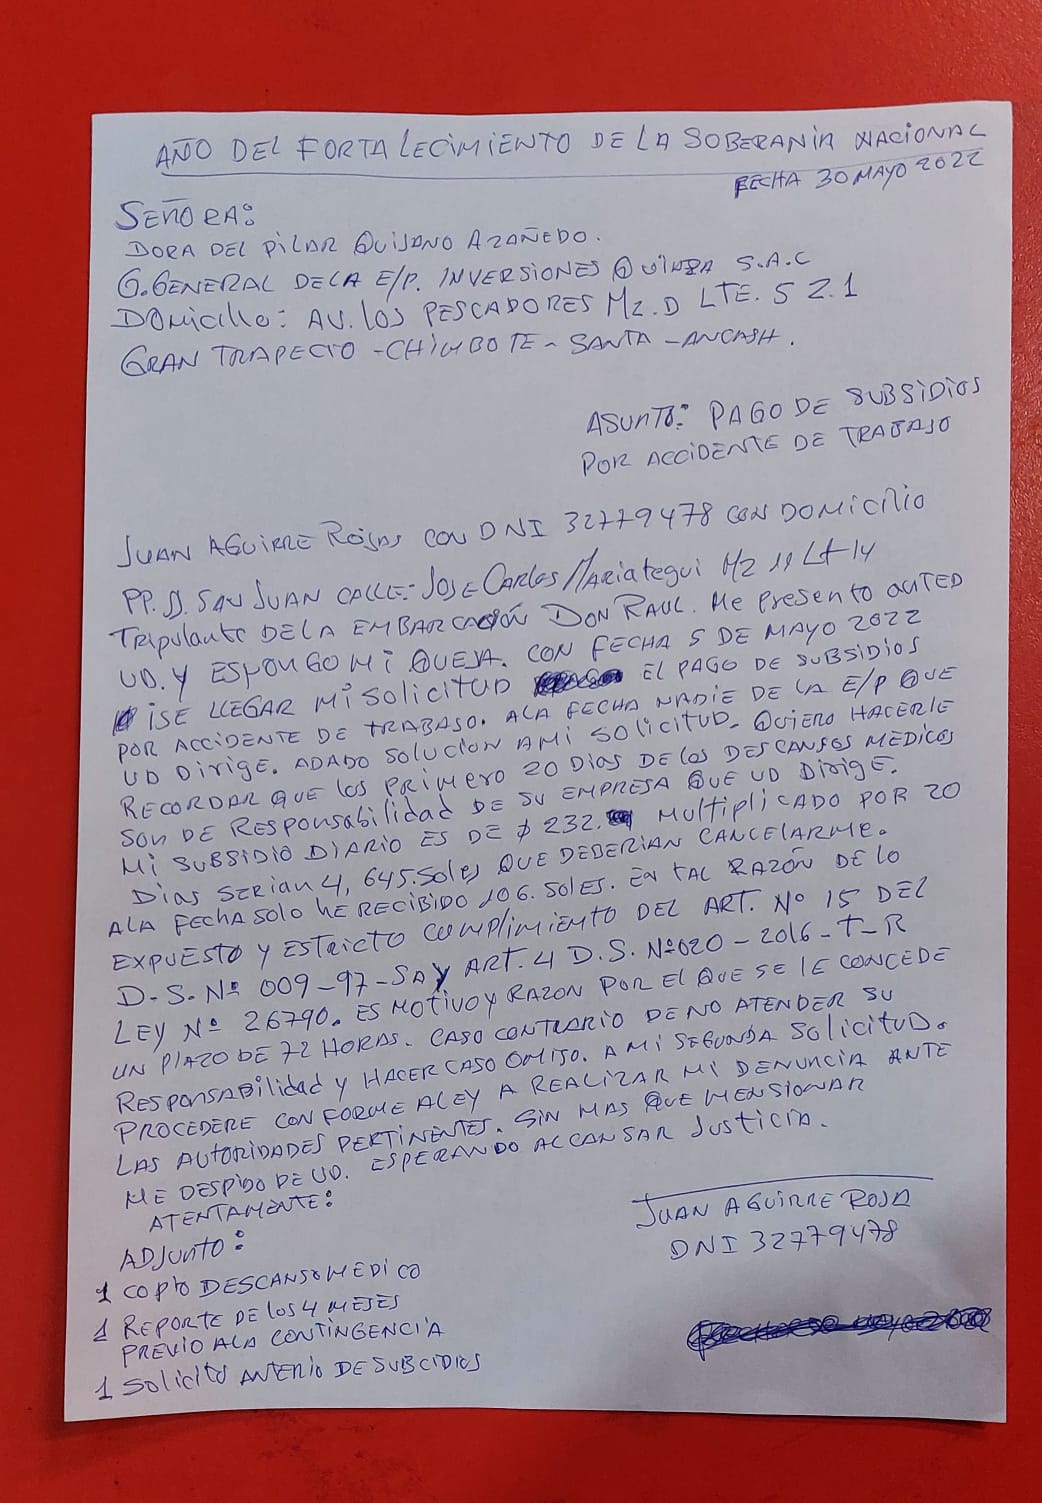 AÑO DEL FORTALECIMIENTO DE LA SOBERANIA NACIONAL
FECHA 30 MAYO 2022
SEÑORA:
DORA DEL PILAR QUIJANO AZAÑEDO.
G.GENERAL DE LA E/P. INVERSIONES QUIAZA S.A.C
DOMICILIO: AV. LOS PESCADORES MZ.D LTE. 5 Z.1
GRAN TRAPECIO - CHIMBOTE - SANTA - ANCASH.
ASUNTO: PAGO DE SUBSIDIOS
POR ACCIDENTE DE TRABAJO
JUAN AGUIRRE ROJAS CON DNI 32779478 CON DOMICILIO
PP.JJ. SAN JUAN CALLE: JOSE CARLOS MARIATEGUI MZ 11 LT 14
TRIPULANTE DE LA EMBARCACIÓN DON RAUL. ME PRESENTO ANTED
UD. Y ESPONGO MI QUEJA. CON FECHA 5 DE MAYO 2022
ISE LLEGAR MI SOLICITUD EL PAGO DE SUBSIDIOS
POR ACCIDENTE DE TRABAJO. ALA FECHA NADIE DE LA E/P QUE
UD DIRIGE. ADADO SOLUCION AMI SOLICITUD. QUIERO HACERLE
RECORDAR QUE LOS PRIMERO 20 DIAS DE LOS DESCANSOS MEDICOS
SON DE RESPONSABILIDAD DE SU EMPRESA QUE UD DIRIGE.
MI SUBSIDIO DIARIO ES DE $ 232. MULTIPLICADO POR 20
DIAS SERIAN 4,645.SOLES QUE DEBERIAN CANCELARME.
ALA FECHA SOLO HE RECIBIDO 106. SOLES. EN TAL RAZÓN DE LO
EXPUESTO Y ESTRICTO CUMPLIMIENTO DEL ART. Nº 15 DEL
D.S. Nº 009-97-SA Y ART. 4 D.S. Nº020-2016-T-R
LEY Nº 26790. ES MOTIVO Y RAZON POR EL QUE SE LE CONCEDE
UN PLAZO DE 72 HORAS. CASO CONTRARIO DE NO ATENDER SU
RESPONSABILIDAD Y HACER CASO OMISO. A MI SEGUNDA SOLICITUD.
PROCEDERE CONFORME A LEY A REALIZAR MI DENUNCIA ANTE
LAS AUTORIDADES PERTINENTES. SIN MAS QUE MENSIONAR
ME DESPIDO DE UD. ESPERANDO ALCANSAR JUSTICIA.
ATENTAMENTE:
JUAN AGUIRRE ROJA
DNI 32779478
ADJUNTO:
1 COPIA DESCANSO MEDICO
1 REPORTE DE LOS 4 MESES
PREVIO ALA CONTINGENCIA
1 SOLICITO ANTERIO DE SUBCIDIOS